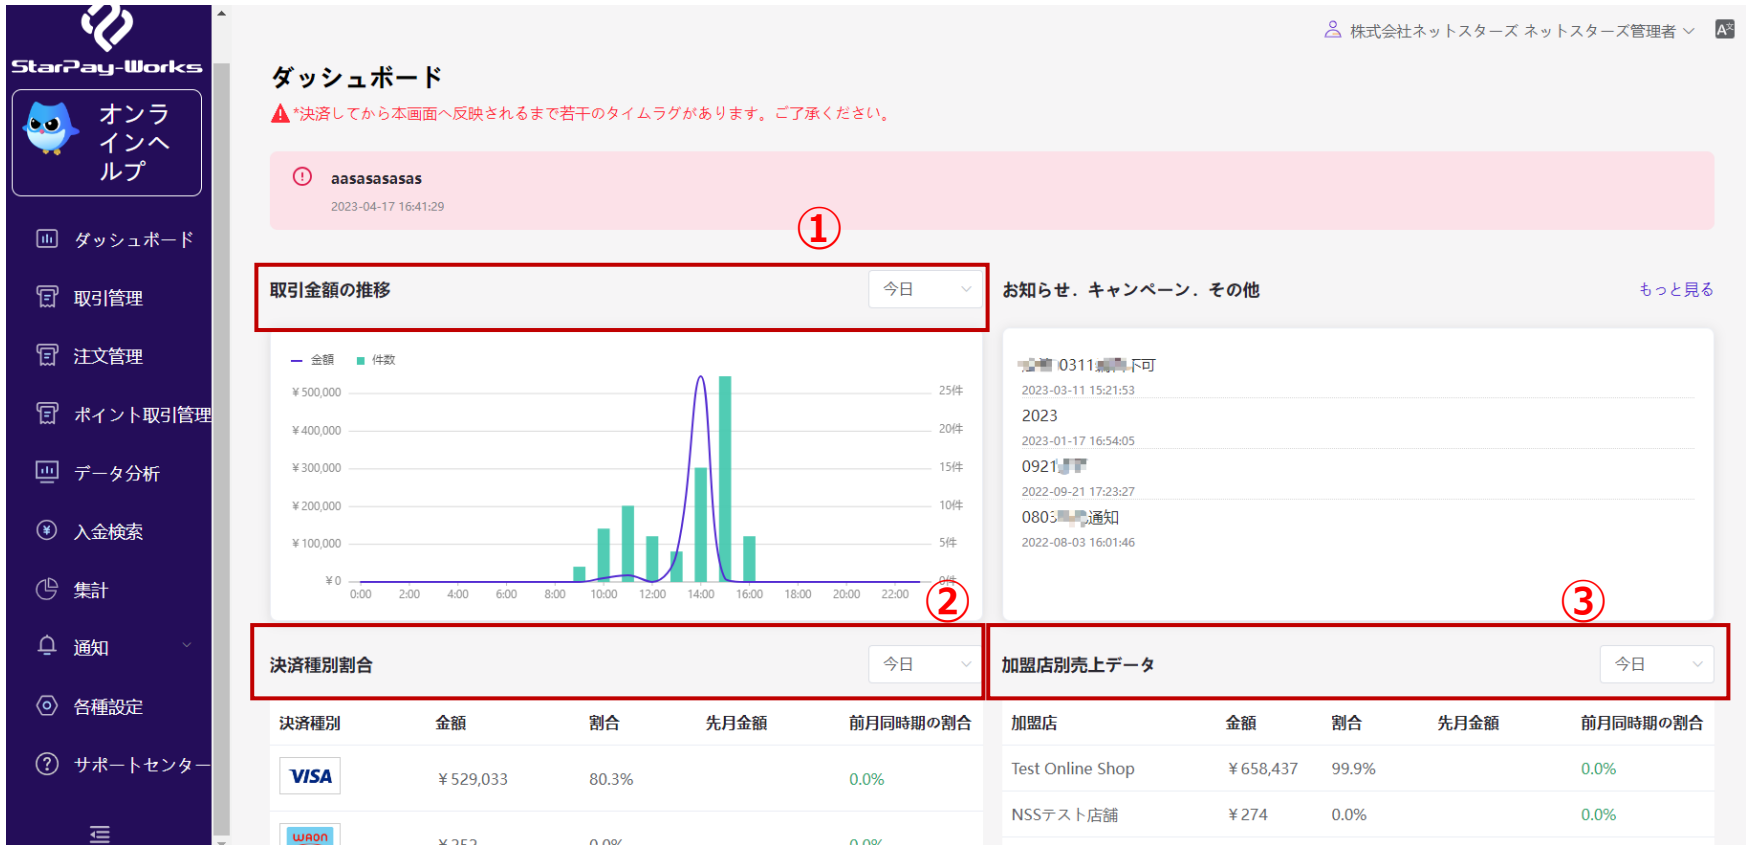 StarPay-Works
オンラ
インヘ
ルプ
ダッシュボード
取引管理
注文管理
ポイント取引管理
データ分析
入金検索
集計
通知
各種設定
サポートセンター
株式会社ネットスターズ ネットスターズ管理者
ダッシュボード
*決済してから本画面へ反映されるまで若干のタイムラグがあります。ご了承ください。
aasasasasas
2023-04-17 16:41:29
①
取引金額の推移
今日
金額 件数
¥500,000
¥400,000
¥300,000
¥200,000
¥100,000
¥0
25件
20件
15件
10件
5件
0件
0:00 2:00 4:00 6:00 8:00 10:00 12:00 14:00 16:00 18:00 20:00 22:00
お知らせ．キャンペーン．その他
もっと見る
0311 不可
2023-03-11 15:21:53
2023
2023-01-17 16:54:05
0921
2022-09-21 17:23:27
0803 通知
2022-08-03 16:01:46
②
決済種別割合
今日
決済種別 金額 割合 先月金額 前月同時期の割合
VISA ¥529,033 80.3% 0.0%
WAON ¥252 0.0% 0.0%
③
加盟店別売上データ
今日
加盟店 金額 割合 先月金額 前月同時期の割合
Test Online Shop ¥658,437 99.9% 0.0%
NSSテスト店舗 ¥274 0.0% 0.0%